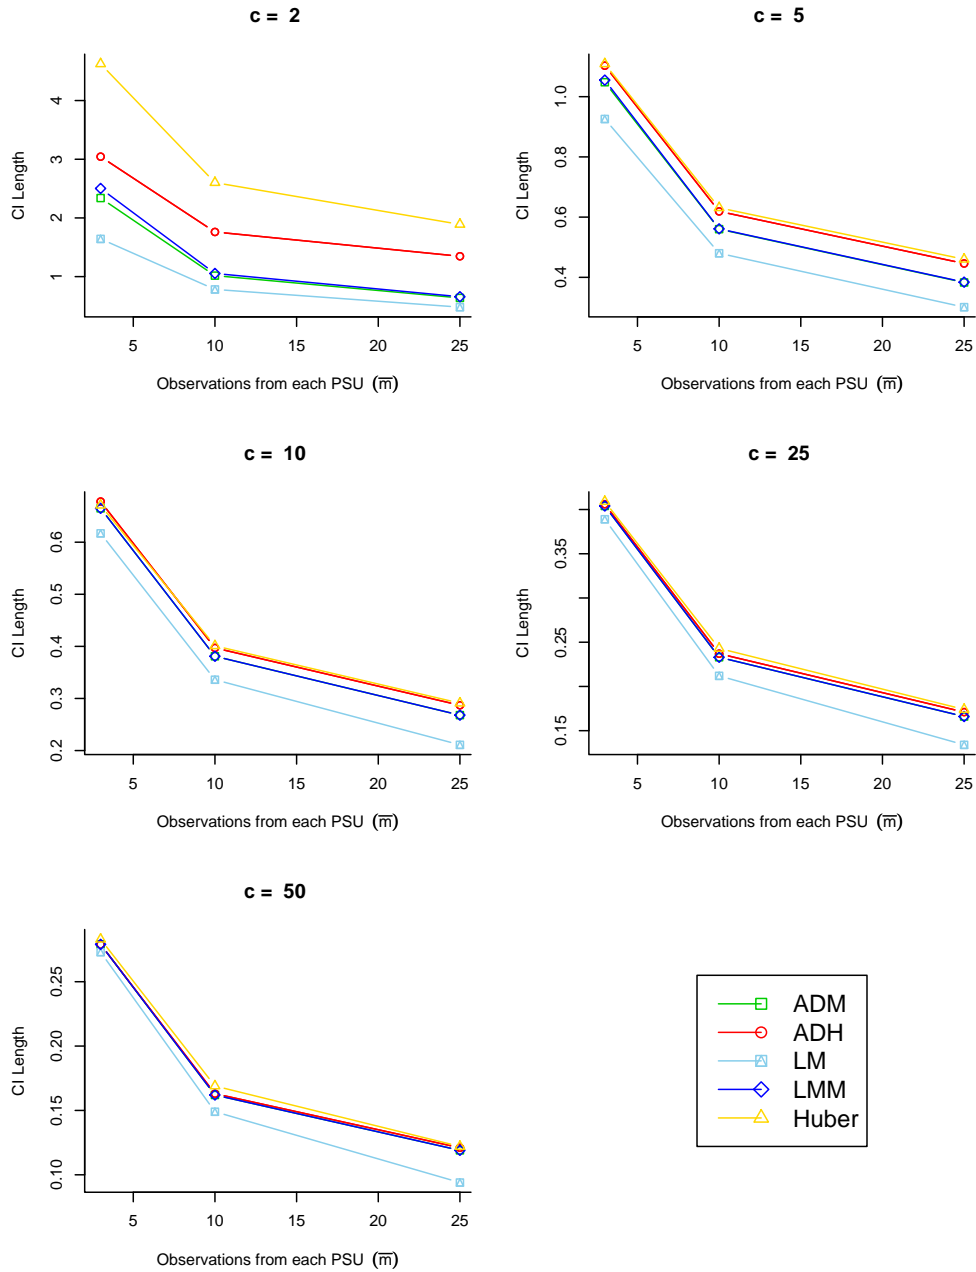 c = 2
CI Length
4
3
2
1
5 10 15 20 25
Observations from each PSU (m̅)
c = 5
CI Length
1.0
0.8
0.6
0.4
5 10 15 20 25
Observations from each PSU (m̅)
c = 10
CI Length
0.6
0.5
0.4
0.3
0.2
5 10 15 20 25
Observations from each PSU (m̅)
c = 25
CI Length
0.35
0.25
0.15
5 10 15 20 25
Observations from each PSU (m̅)
c = 50
CI Length
0.25
0.20
0.15
0.10
5 10 15 20 25
Observations from each PSU (m̅)
ADM
ADH
LM
LMM
Huber